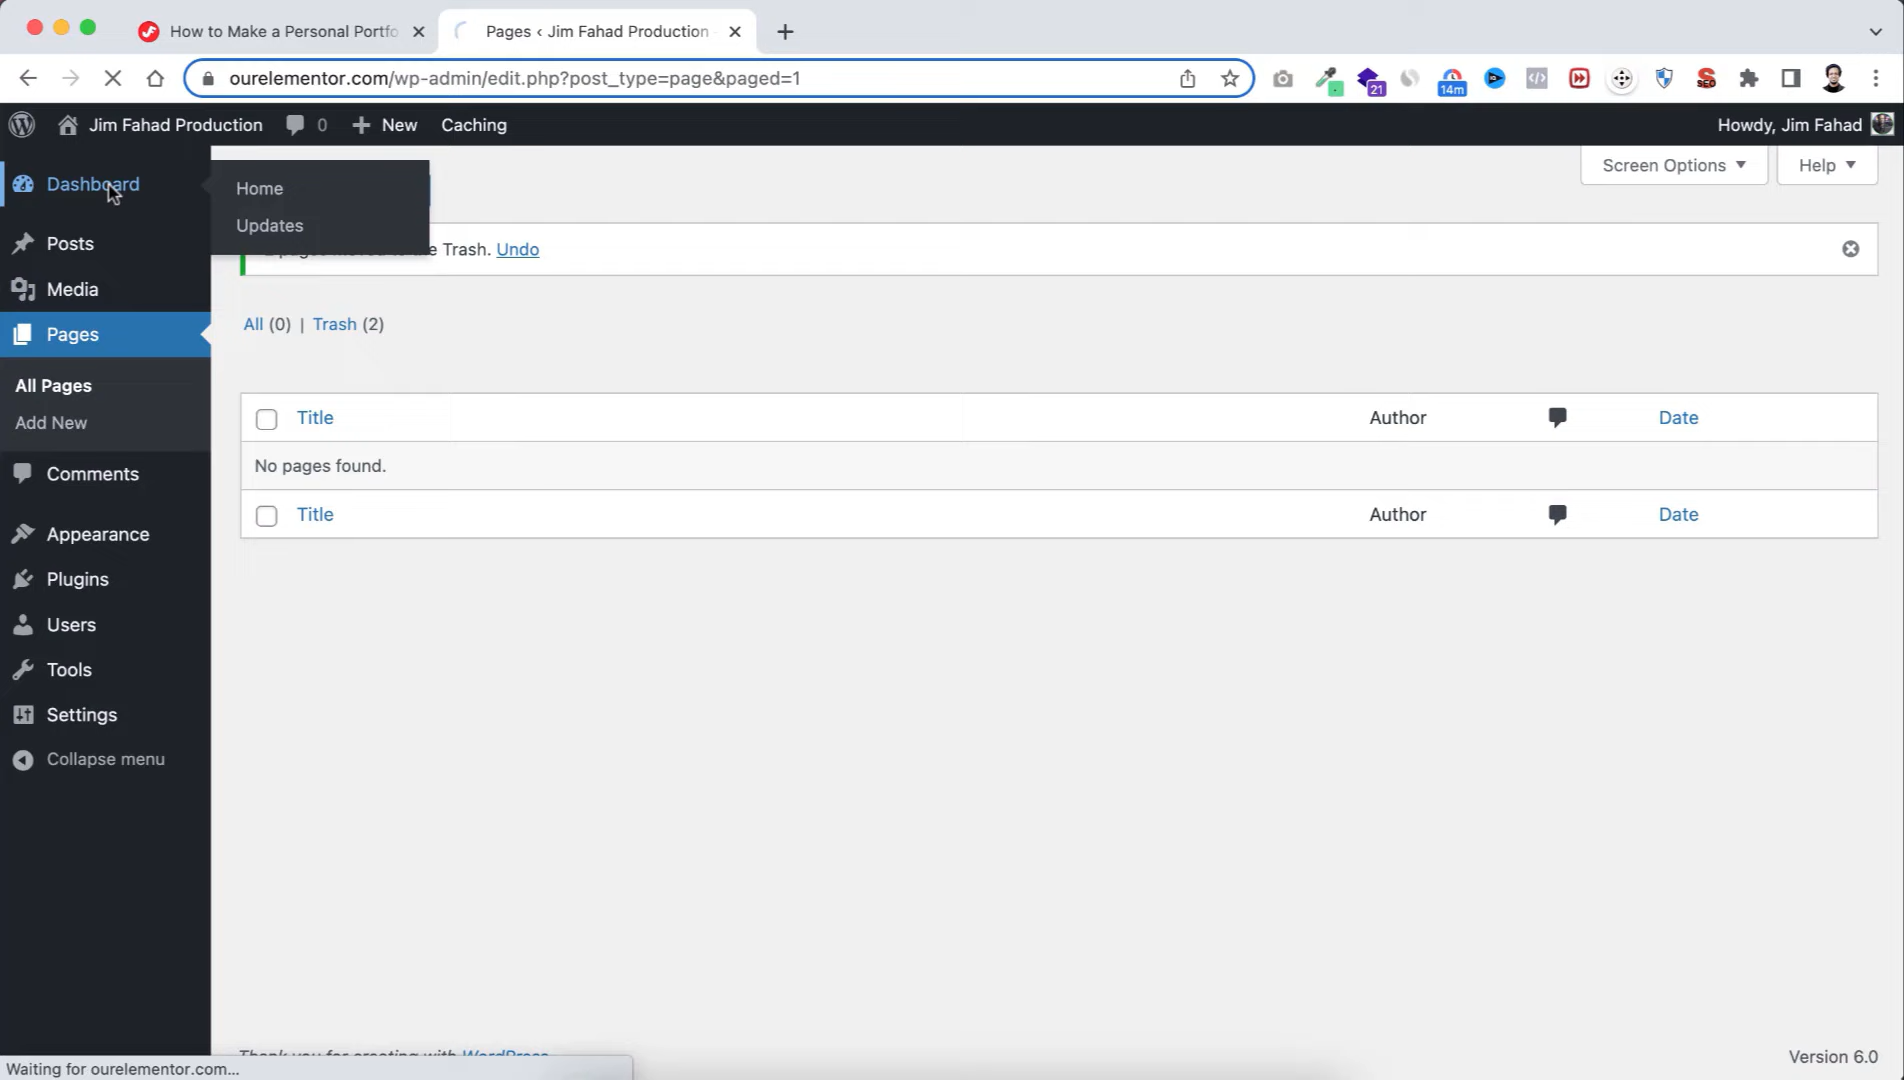 How to Make a Personal Portfo
Pages ‹ Jim Fahad Production
ourelementor.com/wp-admin/edit.php?post_type=page&paged=1
21
14m
SEO
Jim Fahad Production
0
New
Caching
Howdy, Jim Fahad
Dashboard
Home
Updates
Screen Options
Help
Posts
the Trash. Undo
Media
Pages
All (0) | Trash (2)
All Pages
Add New
Title
Author
Date
No pages found.
Comments
Title
Author
Date
Appearance
Plugins
Users
Tools
Settings
Collapse menu
Thank you for creating with WordPress
Version 6.0
Waiting for ourelementor.com...